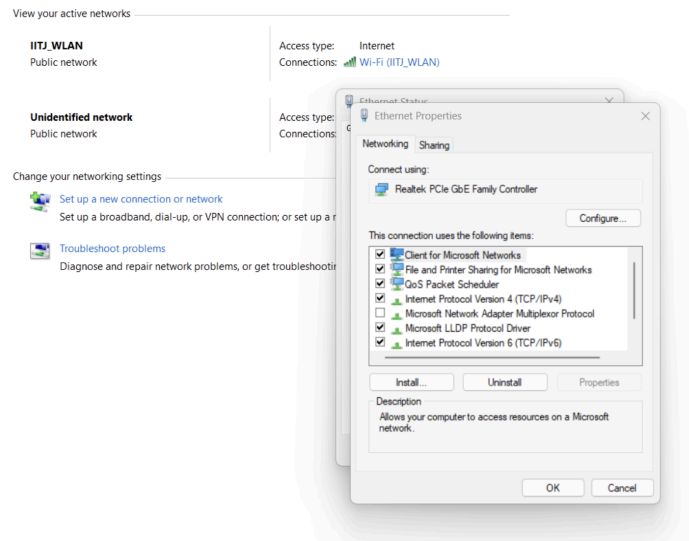 View your active networks
IITJ_WLAN
Public network
Access type: Internet
Connections: Wi-Fi (IITJ_WLAN)
Unidentified network
Public network
Access type:
Connections:
Ethernet Status
G
Ethernet Properties
Networking Sharing
Connect using:
Realtek PCIe GbE Family Controller
Configure...
This connection uses the following items:
Client for Microsoft Networks
File and Printer Sharing for Microsoft Networks
QoS Packet Scheduler
Internet Protocol Version 4 (TCP/IPv4)
Microsoft Network Adapter Multiplexor Protocol
Microsoft LLDP Protocol Driver
Internet Protocol Version 6 (TCP/IPv6)
Install... Uninstall Properties
Description
Allows your computer to access resources on a Microsoft
network.
OK Cancel
Change your networking settings
Set up a new connection or network
Set up a broadband, dial-up, or VPN connection; or set up a r
Troubleshoot problems
Diagnose and repair network problems, or get troubleshootin